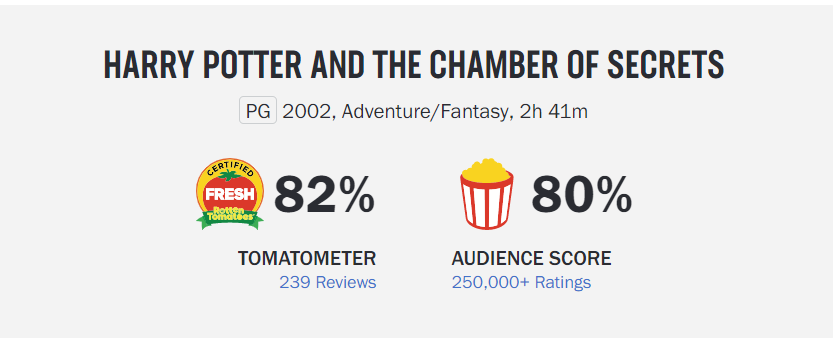 HARRY POTTER AND THE CHAMBER OF SECRETS
PG 2002, Adventure/Fantasy, 2h 41m
CERTIFIED
FRESH
Rotten
Tomatoes
82%
80%
TOMATOMETER
AUDIENCE SCORE
239 Reviews
250,000+ Ratings